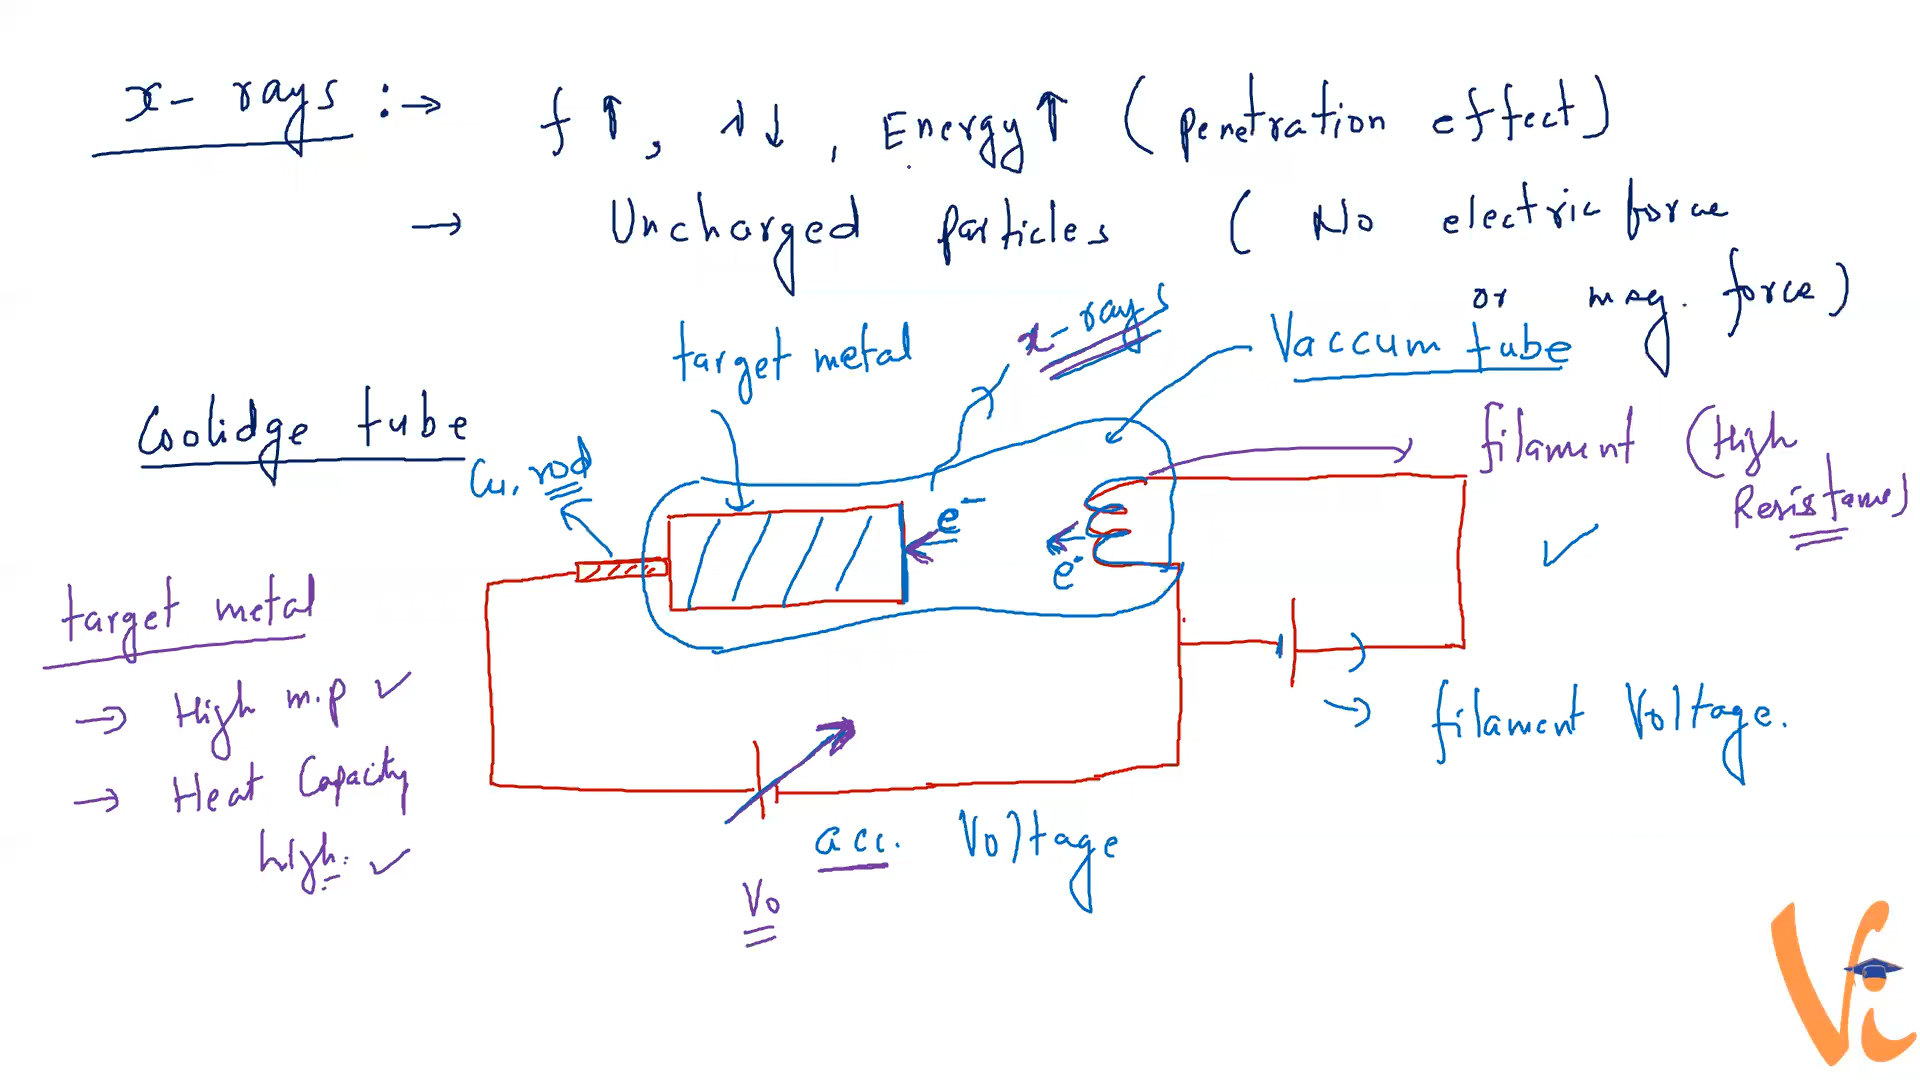 x- rays :→ f ↑, λ↓, Energy↑ (penetration effect)
→ Uncharged particles ( No electric force
or mag. force)
target metal
x-rays
Vaccum tube
Coolidge tube
Cu. rod
filament (High
Resistance)
e⁻
e⁻
target metal
→ High m.p ✓
→ Heat Capacity
high. ✓
→ filament Voltage.
acc. Voltage
V₀
Vi